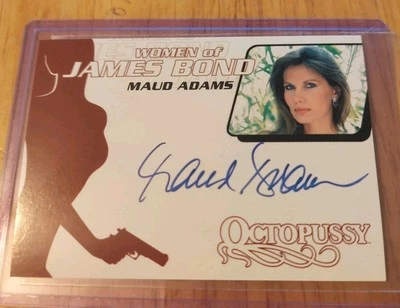 WOMEN of
JAMES BOND
MAUD ADAMS
Maud Adams
OCTOPUSSY